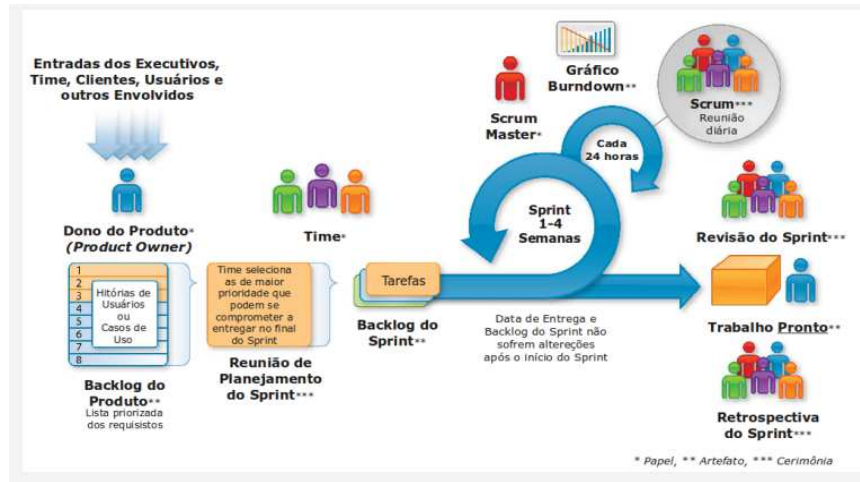 Entradas dos Executivos,
Time, Clientes, Usuários e
outros Envolvidos
Dono do Produto*
(Product Owner)
1
2
3
4
5
6
7
8
Hitórias de
Usuários
ou
Casos de
Uso
Backlog do
Produto**
Lista priorizada
dos requisistos
Time*
Time seleciona
as de maior
prioridade que
podem se
comprometer a
entregar no final
do Sprint
Reunião de
Planejamento
do Sprint***
Tarefas
Backlog do
Sprint**
Scrum
Master*
Gráfico
Burndown**
Cada
24 horas
Scrum***
Reunião
diária
Sprint
1-4
Semanas
Data de Entrega e
Backlog do Sprint não
sofrem altereções
após o início do Sprint
Revisão do Sprint***
Trabalho Pronto**
Retrospectiva
do Sprint***
* Papel, ** Artefato, *** Cerimônia